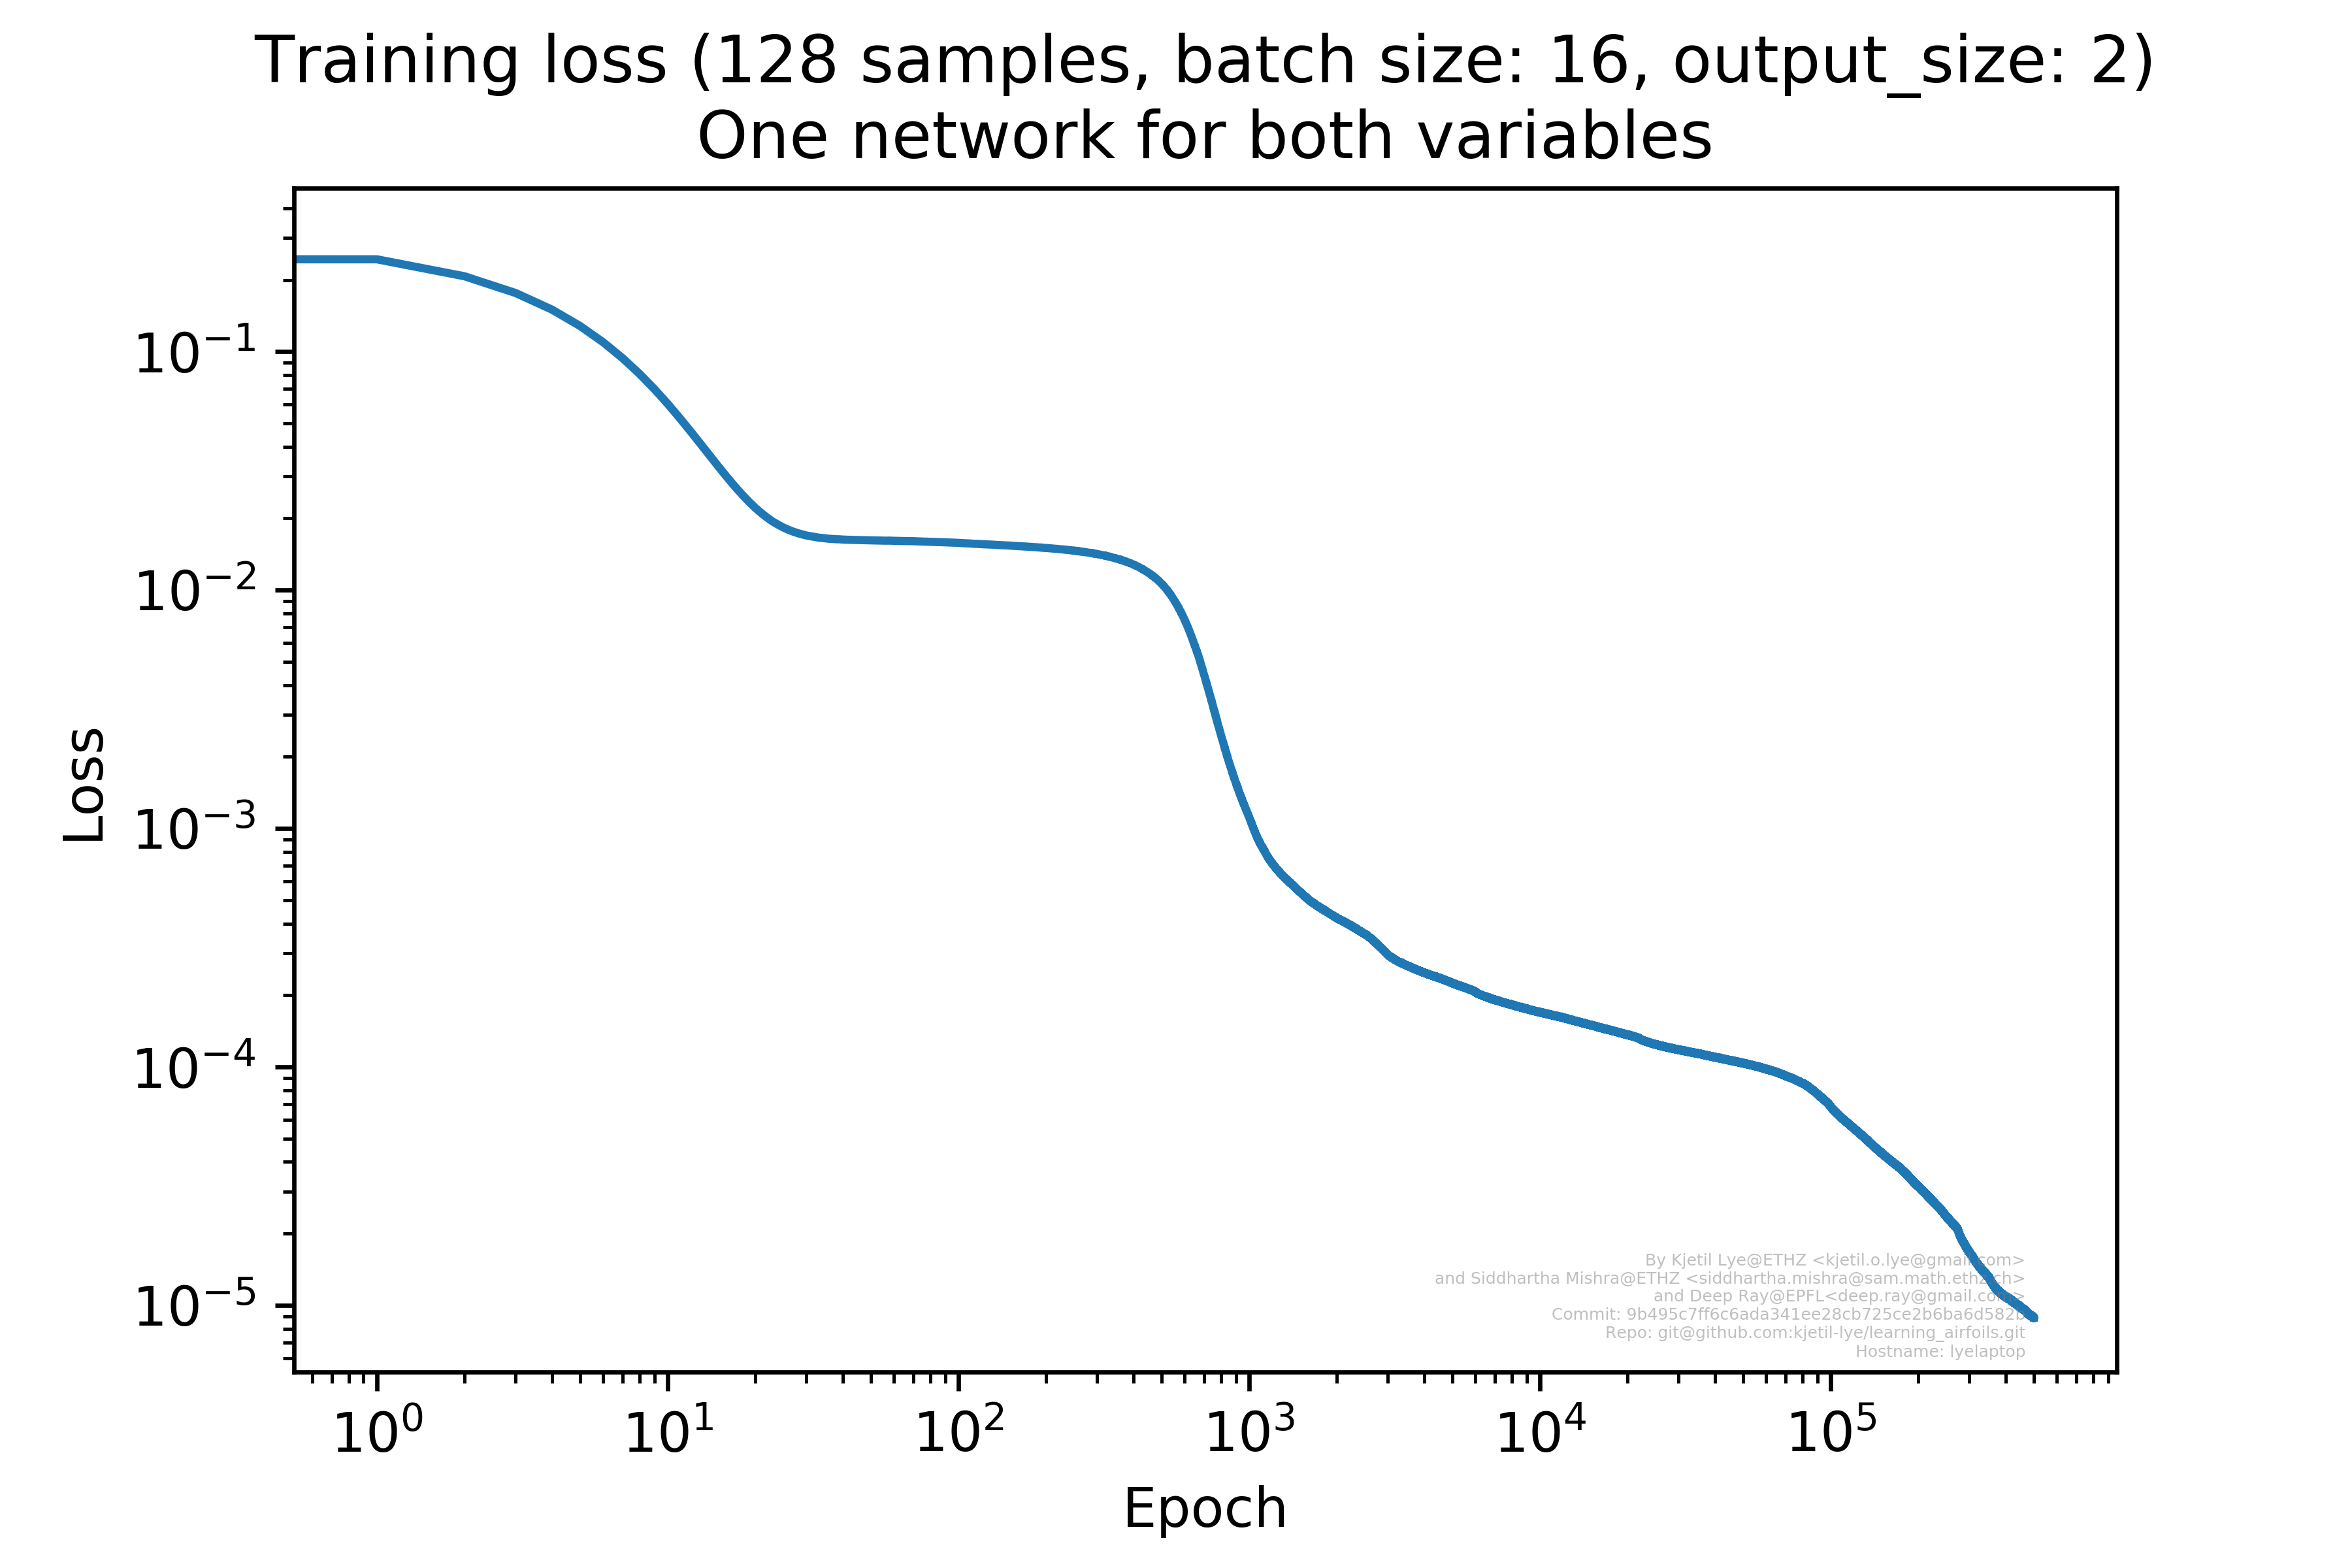 Training loss (128 samples, batch size: 16, output_size: 2)
One network for both variables
Loss
10⁻¹
10⁻²
10⁻³
10⁻⁴
10⁻⁵
10⁰ 10¹ 10² 10³ 10⁴ 10⁵
Epoch
By Kjetil Lye@ETHZ <kjetil.o.lye@gmail.com>
and Siddhartha Mishra@ETHZ <siddhartha.mishra@sam.math.ethz.ch>
and Deep Ray@EPFL<deep.ray@gmail.com>
Commit:
Repo: git@github.com:kjetil-lye/learning_airfoils.git
Hostname: lyelaptop